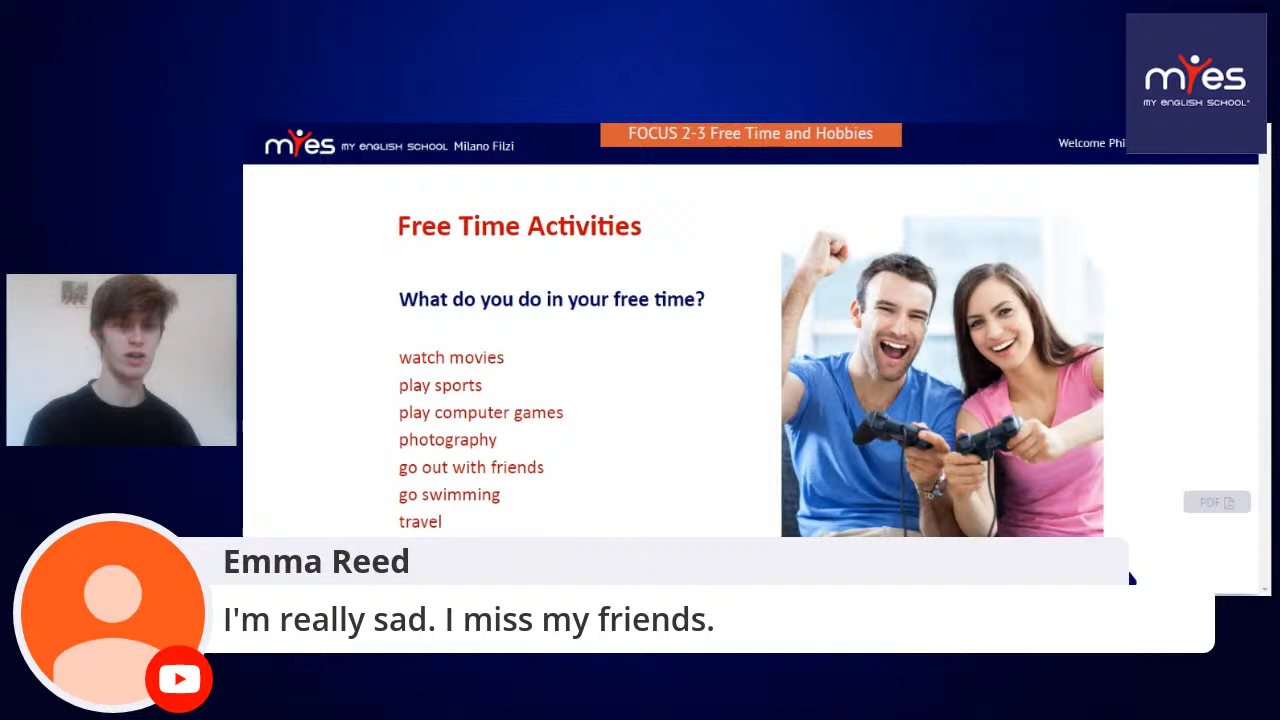 myes
MY ENGLISH SCHOOL®
myes MY ENGLISH SCHOOL Milano Filzi
FOCUS 2-3 Free Time and Hobbies
Welcome Phi
Free Time Activities
What do you do in your free time?
watch movies
play sports
play computer games
photography
go out with friends
go swimming
travel
PDF
Emma Reed
I'm really sad. I miss my friends.